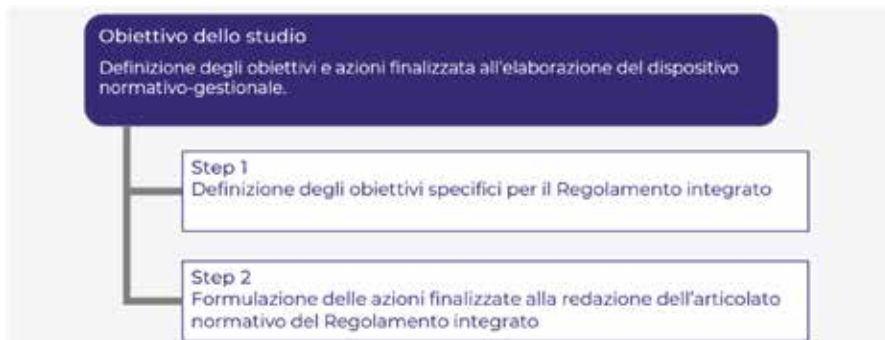 Obiettivo dello studio
Definizione degli obiettivi e azioni finalizzata all'elaborazione del dispositivo
normativo-gestionale.
Step 1
Definizione degli obiettivi specifici per il Regolamento integrato
Step 2
Formulazione delle azioni finalizzate alla redazione dell'articolato
normativo del Regolamento integrato